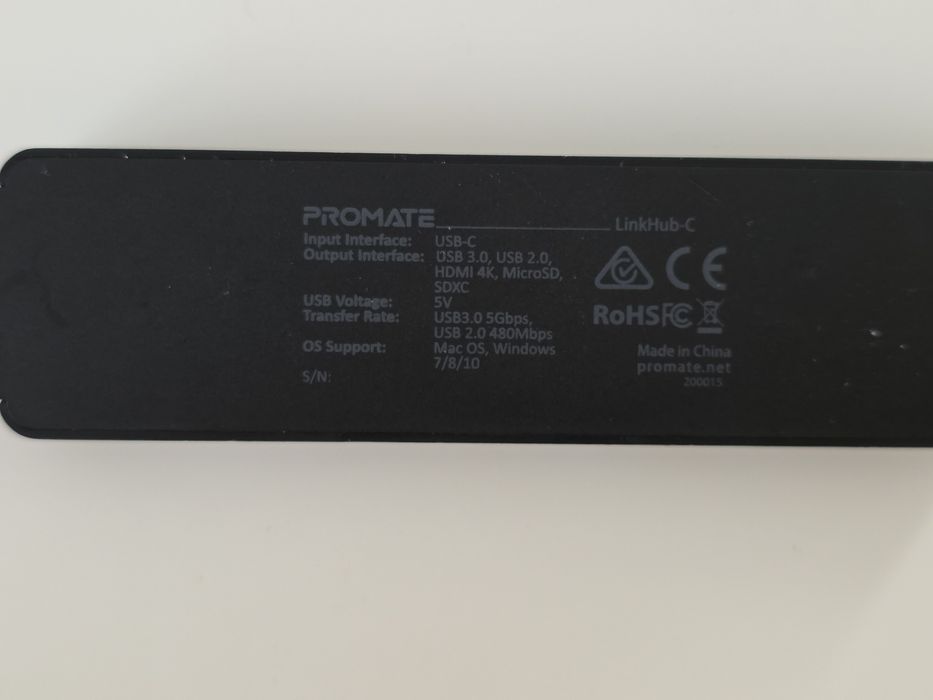 PROMATE LinkHub-C
Input Interface: USB-C
Output Interface: USB 3.0, USB 2.0,
HDMI 4K, MicroSD,
SDXC
USB Voltage: 5V
Transfer Rate: USB3.0 5Gbps,
USB 2.0 480Mbps
OS Support: Mac OS, Windows
7/8/10
S/N:
CE
RoHS FC
Made in China
promate.net
200015